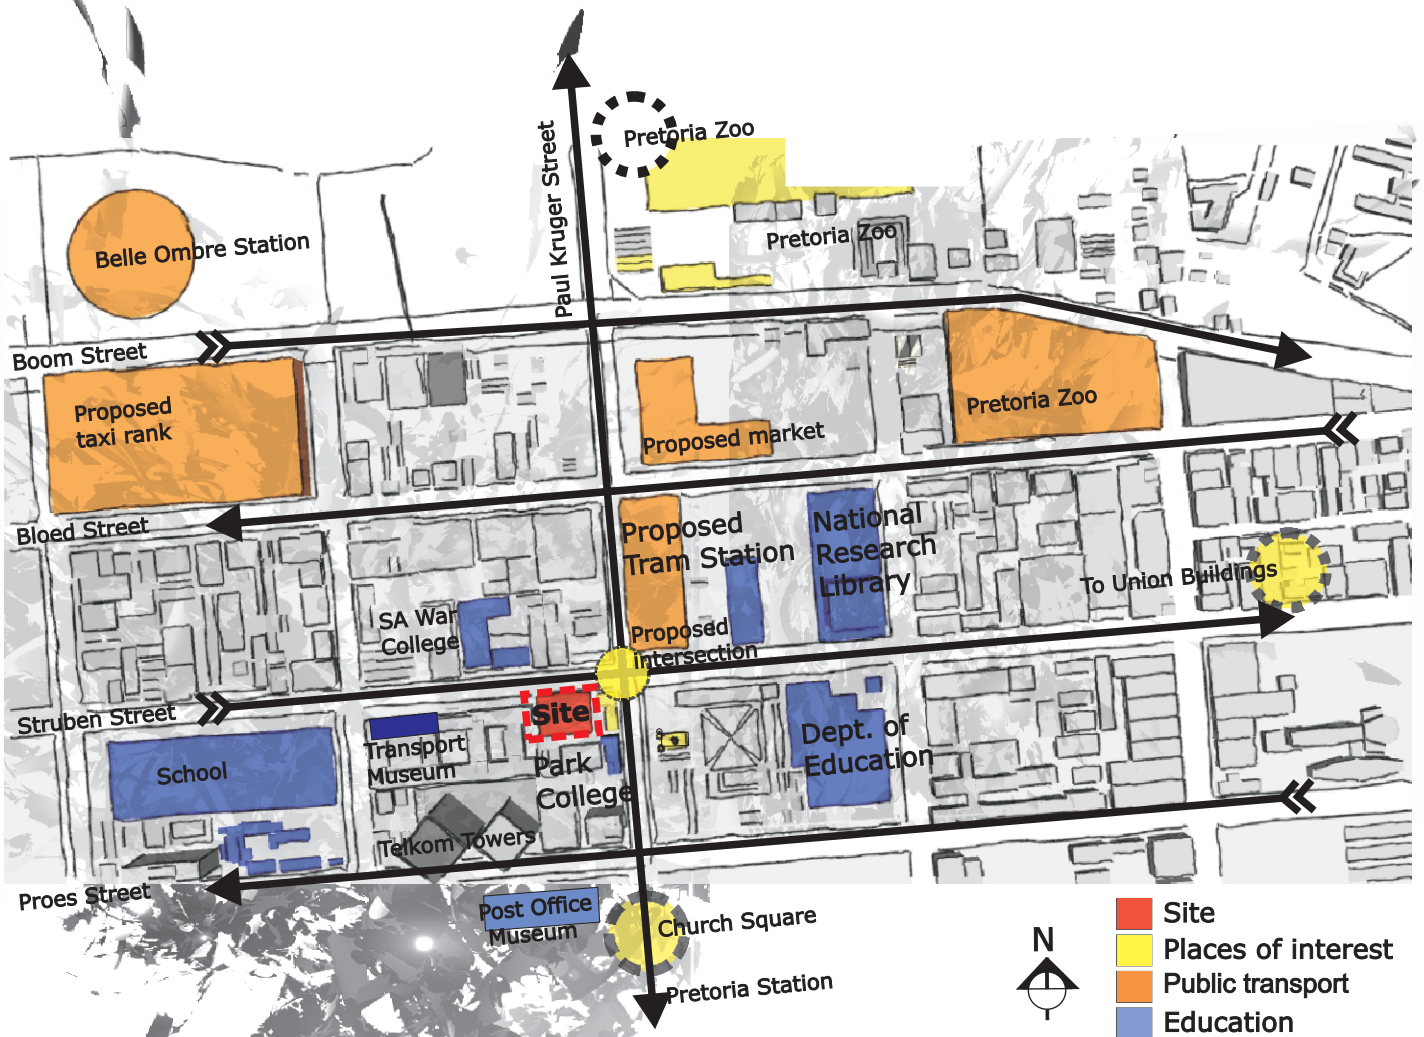 Pretoria Zoo
Paul Kruger Street
Pretoria Zoo
Belle Ombre Station
Boom Street
Proposed
taxi rank
Pretoria Zoo
Proposed market
Bloed Street
Proposed
Tram Station
National
Research
Library
To Union Buildings
SA War
College
Proposed
intersection
Struben Street
Site
Transport
Museum
School
Park
College
Dept. of
Education
Telkom Towers
Proes Street
Post Office
Museum
Church Square
Pretoria Station
N
Site
Places of interest
Public transport
Education